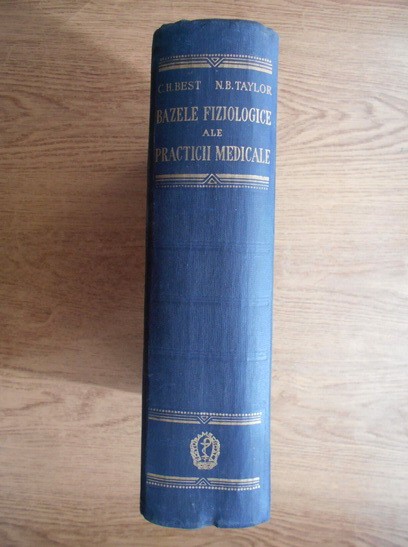 C.H.BEST N.B.TAYLOR
BAZELE FIZIOLOGICE
ALE
PRACTICII MEDICALE